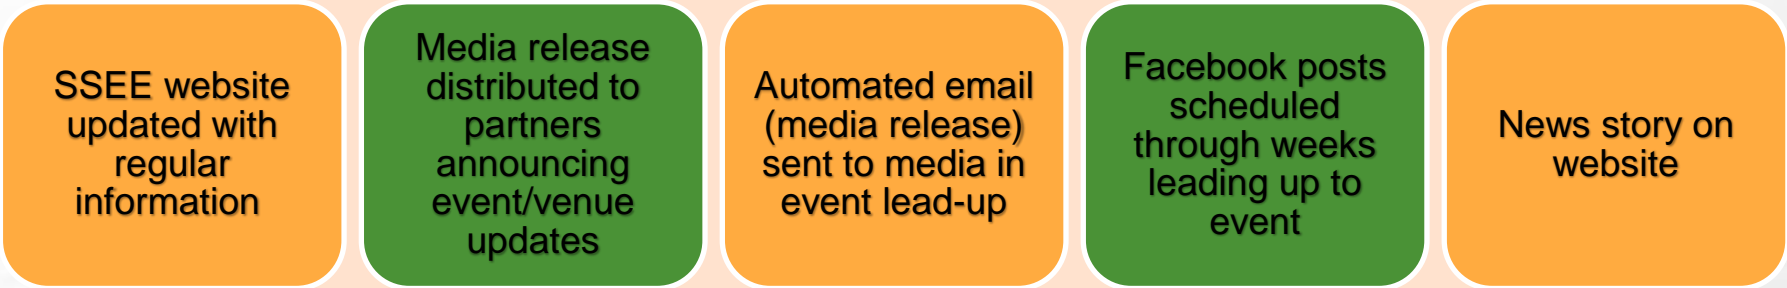 SSEE website
updated with
regular
information
Media release
distributed to
partners
announcing
event/venue
updates
Automated email
(media release)
sent to media in
event lead-up
Facebook posts
scheduled
through weeks
leading up to
event
News story on
website